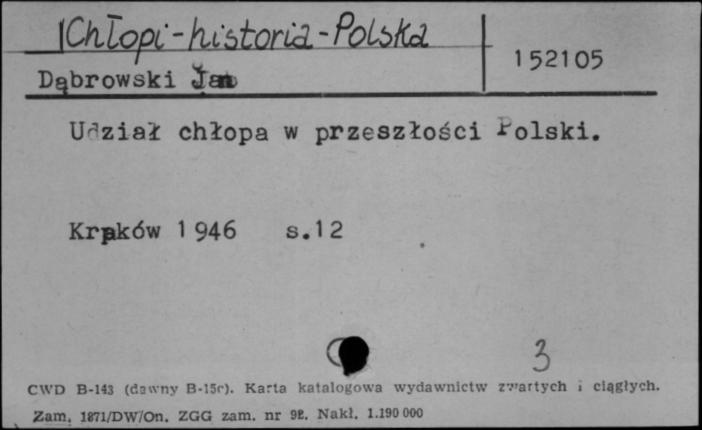 Chłopi-historia-Polska
152105
Dąbrowski Jan
Udział chłopa w przeszłości Polski.
Kraków 1946 s.12
3
CWD B-143 (dawny B-15c). Karta katalogowa wydawnictw zwartych i ciągłych.
Zam. 1871/DW/On. ZGG zam. nr 92. Nakł. 1.190 000